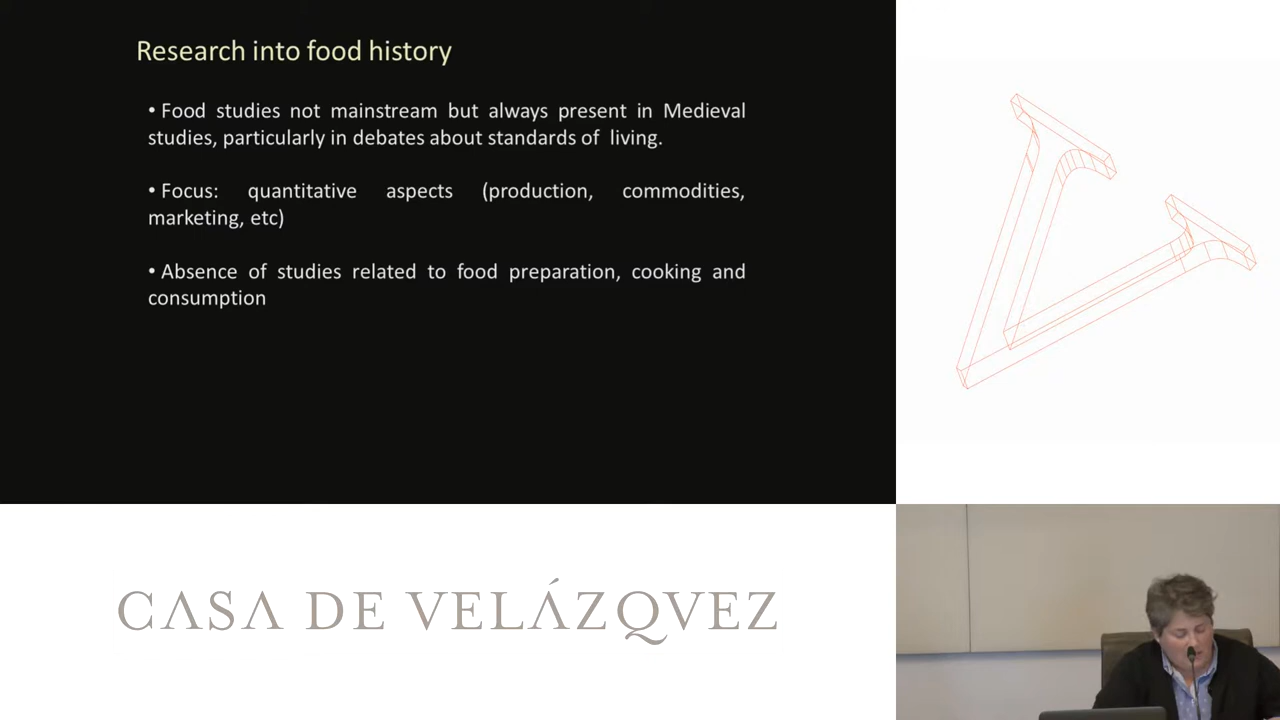 Research into food history
• Food studies not mainstream but always present in Medieval
studies, particularly in debates about standards of living.
• Focus: quantitative aspects (production, commodities,
marketing, etc)
• Absence of studies related to food preparation, cooking and
consumption
CASA DE VELÁZQVEZ